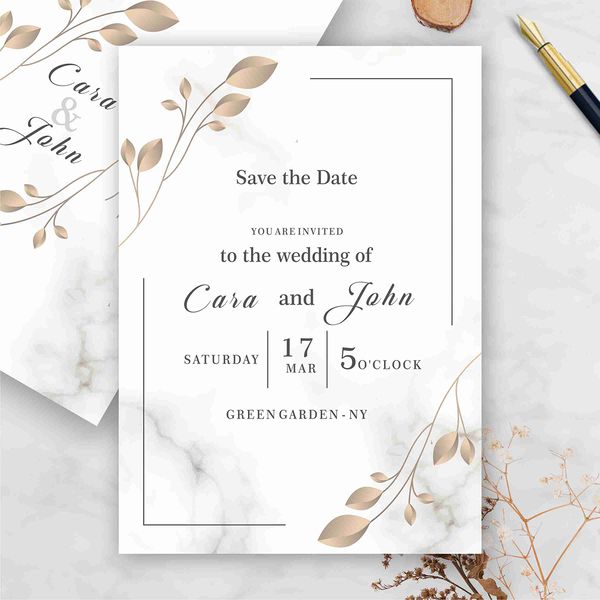 Cara
&
John
Save the Date
YOU ARE INVITED
to the wedding of
Cara and John
SATURDAY
17
MAR
5 O'CLOCK
GREEN GARDEN - NY